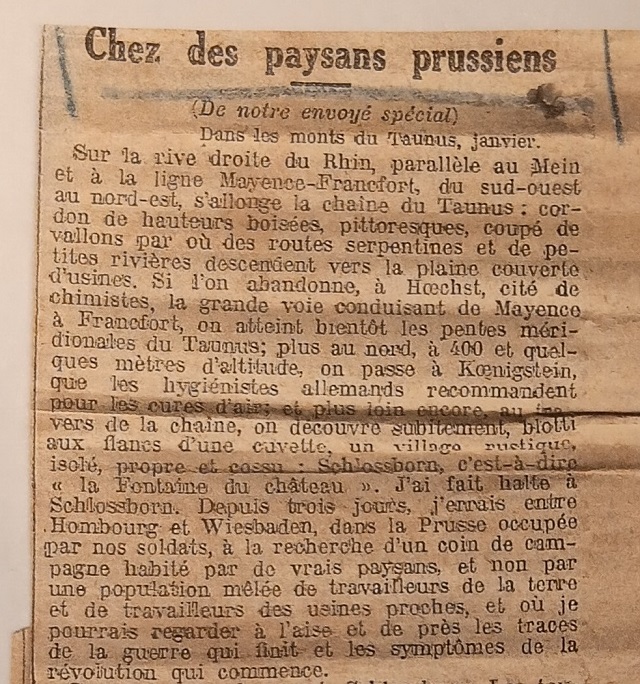 Chez des paysans prussiens
(De notre envoyé spécial)
Dans les monts du Taunus, janvier.
Sur la rive droite du Rhin, parallèle au Mein
et à la ligne Mayence-Francfort, du sud-ouest
au nord-est, s'allonge la chaîne du Taunus : cor-
don de hauteurs boisées, pittoresques, coupé de
vallons par où des routes serpentines et de pe-
tites rivières descendent vers la plaine couverte
d'usines. Si l'on abandonne, à Hœchst, cité de
chimistes, la grande voie conduisant de Mayence
à Francfort, on atteint bientôt les pentes méri-
dionales du Taunus; plus au nord, à 400 et quel-
ques mètres d'altitude, on passe à Kœnigstein,
que les hygiénistes allemands recommandent
pour les cures d'air; et plus loin encore, au
vers de la chaîne, on découvre subitement, blotti
aux flancs d'une cuvette, un village rustique,
isolé, propre et cossu : Schlossborn, c'est-à-dire
« la Fontaine du château ». J'ai fait halte à
Schlossborn. Depuis trois jours, j'errais entre
Hombourg et Wiesbaden, dans la Prusse occupée
par nos soldats, à la recherche d'un coin de cam-
pagne habité par de vrais paysans, et non par
une population mêlée de travailleurs de la terre
et de travailleurs des usines proches, et où je
pourrais regarder à l'aise et de près les traces
de la guerre qui finit et les symptômes de la
révolution qui commence.